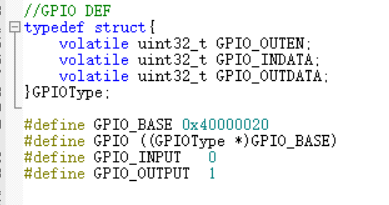 //GPIO DEF
typedef struct{
volatile uint32_t GPIO_OUTEN;
volatile uint32_t GPIO_INDATA;
volatile uint32_t GPIO_OUTDATA;
}GPIOType;
#define GPIO_BASE 0x40000020
#define GPIO ((GPIOType *)GPIO_BASE)
#define GPIO_INPUT 0
#define GPIO_OUTPUT 1